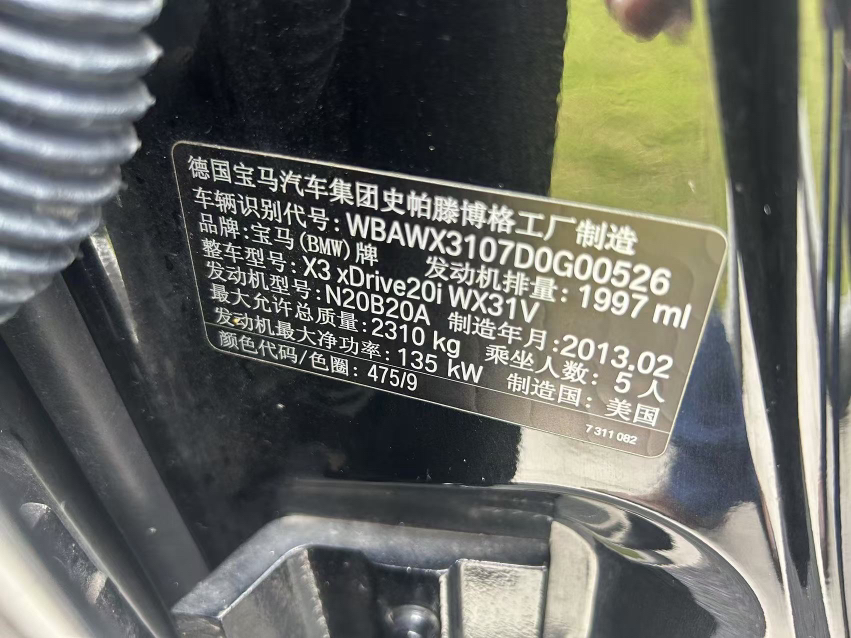 德国宝马汽车集团史帕滕博格工厂制造
车辆识别代号: WBAWX3107D0G00526
品牌:宝马(BMW)牌 发动机排量: 1997 ml
整车型号: X3 xDrive20i WX31V
发动机型号: N20B20A 制造年月:2013.02
最大允许总质量: 2310 kg 乘坐人数: 5人
发动机最大净功率: 135 kW 制造国: 美国
颜色代码/色圈: 475/9
7 311 082